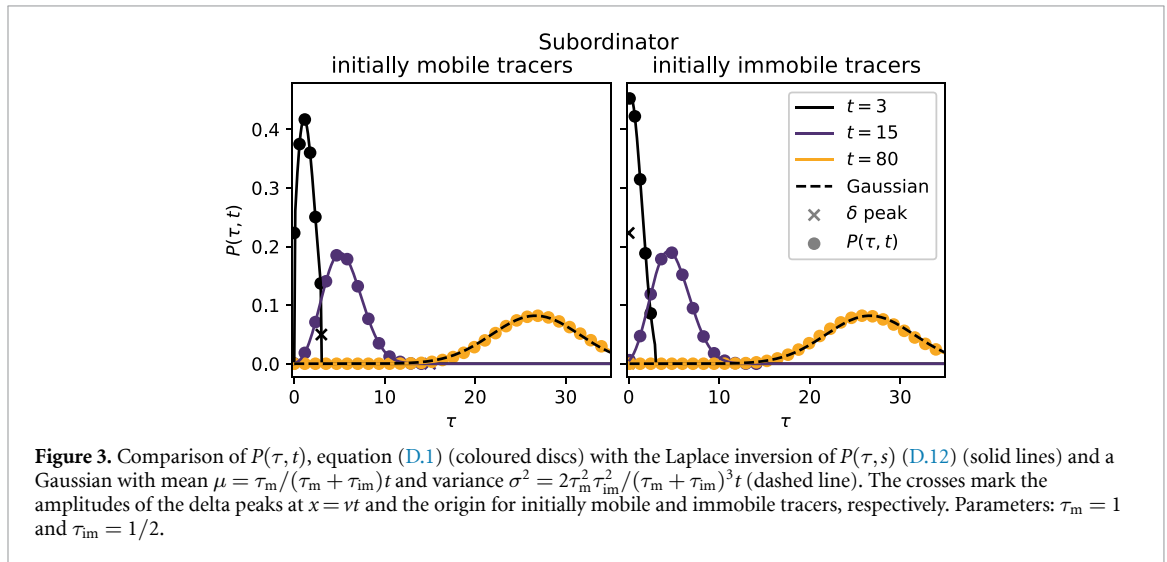 Subordinator
initially mobile tracers
initially immobile tracers
P(τ, t)
0.4
0.3
0.2
0.1
0.0
0
10
20
30
τ
0
10
20
30
τ
t = 3
t = 15
t = 80
Gaussian
δ peak
P(τ, t)
Figure 3. Comparison of P(τ, t), equation (D.1) (coloured discs) with the Laplace inversion of P(τ, s) (D.12) (solid lines) and a
Gaussian with mean μ = τm/(τm + τim)t and variance σ² = 2τm²τim²/(τm + τim)³t (dashed line). The crosses mark the
amplitudes of the delta peaks at x = vt and the origin for initially mobile and immobile tracers, respectively. Parameters: τm = 1
and τim = 1/2.